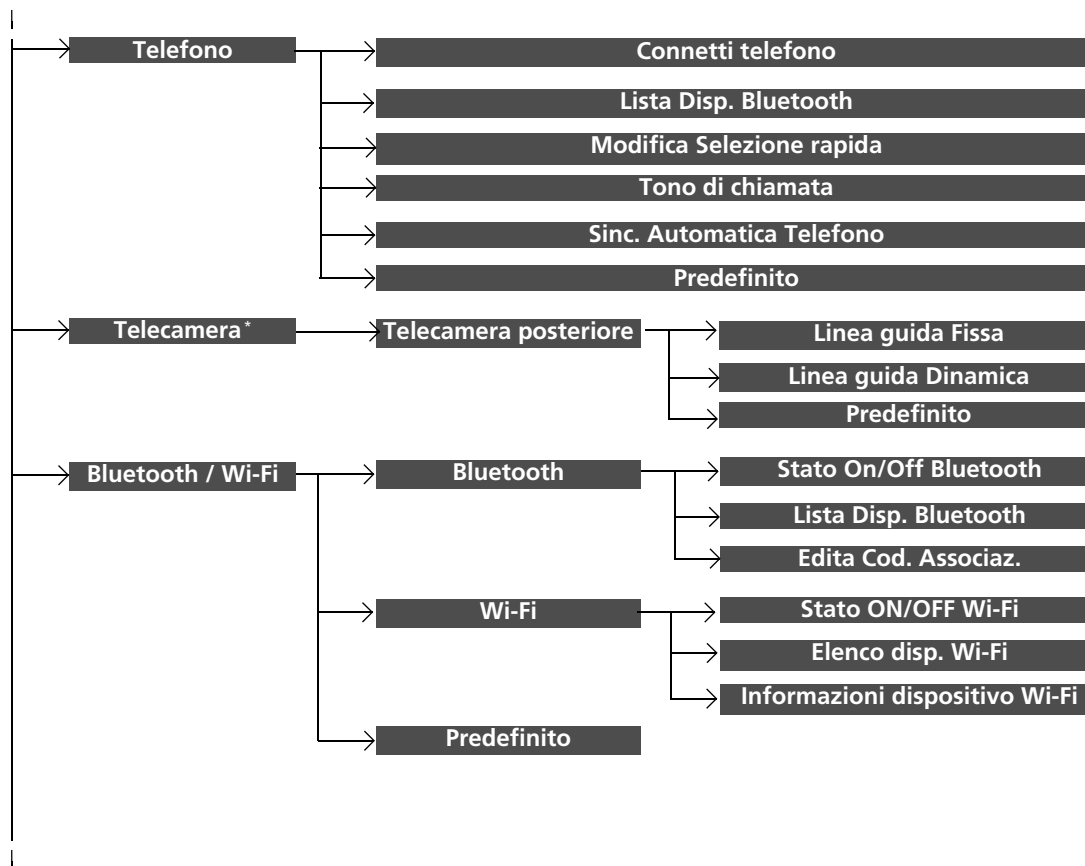 Telefono
Connetti telefono
Lista Disp. Bluetooth
Modifica Selezione rapida
Tono di chiamata
Sinc. Automatica Telefono
Predefinito
Telecamera*
Telecamera posteriore
Linea guida Fissa
Linea guida Dinamica
Predefinito
Bluetooth / Wi-Fi
Bluetooth
Stato On/Off Bluetooth
Lista Disp. Bluetooth
Edita Cod. Associaz.
Wi-Fi
Stato ON/OFF Wi-Fi
Elenco disp. Wi-Fi
Informazioni dispositivo Wi-Fi
Predefinito